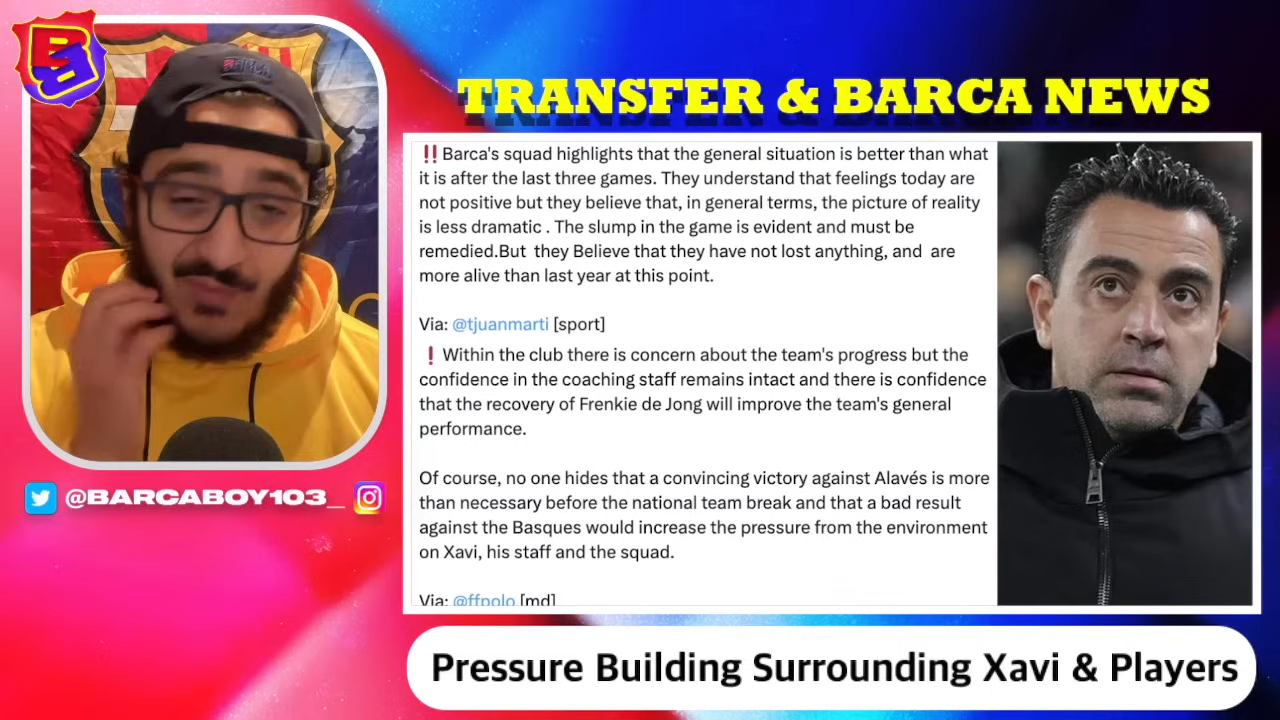 TRANSFER & BARCA NEWS
‼Barca's squad highlights that the general situation is better than what
it is after the last three games. They understand that feelings today are
not positive but they believe that, in general terms, the picture of reality
is less dramatic . The slump in the game is evident and must be
remedied.But they Believe that they have not lost anything, and are
more alive than last year at this point.
Via: @tjuanmarti [sport]
❗Within the club there is concern about the team's progress but the
confidence in the coaching staff remains intact and there is confidence
that the recovery of Frenkie de Jong will improve the team's general
performance.
Of course, no one hides that a convincing victory against Alavés is more
than necessary before the national team break and that a bad result
against the Basques would increase the pressure from the environment
on Xavi, his staff and the squad.
Via: @ffpolo [md]
@BARCABOY103_
Pressure Building Surrounding Xavi & Players